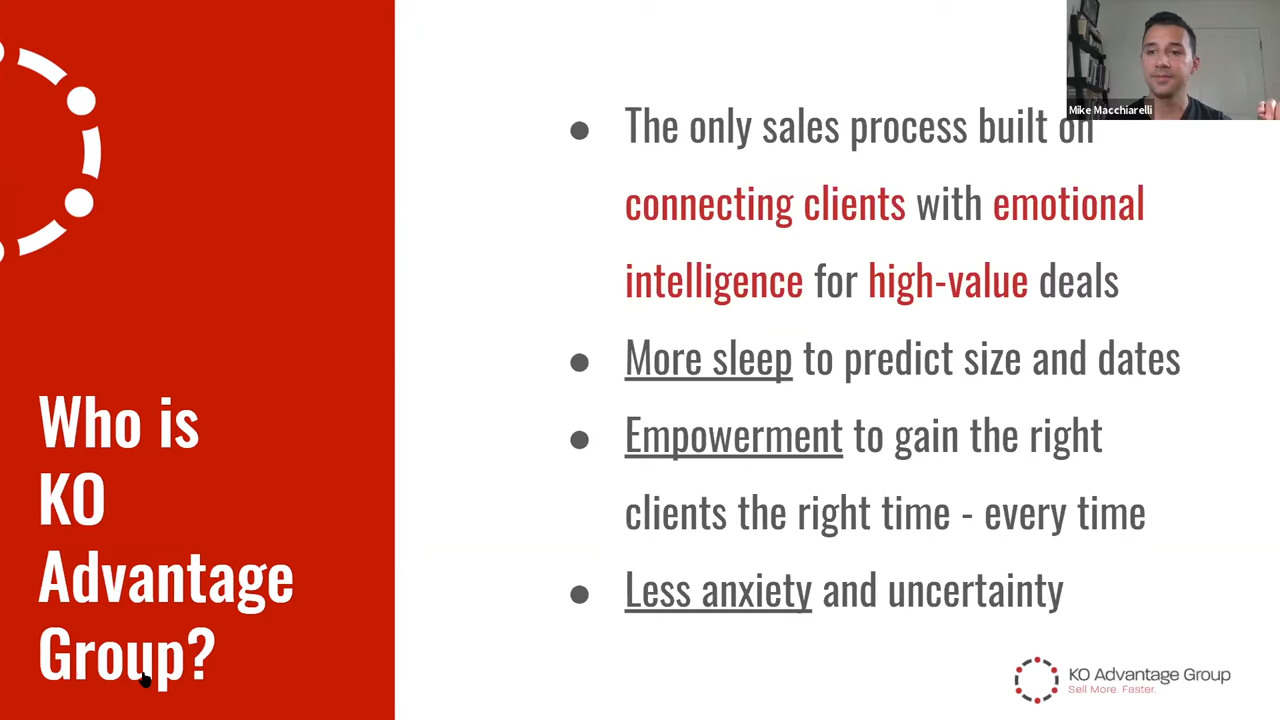 Who is
KO
Advantage
Group?
Mike Macchiarelli
The only sales process built on
connecting clients with emotional
intelligence for high-value deals
More sleep to predict size and dates
Empowerment to gain the right
clients the right time - every time
Less anxiety and uncertainty
KO Advantage Group
Sell More. Faster.